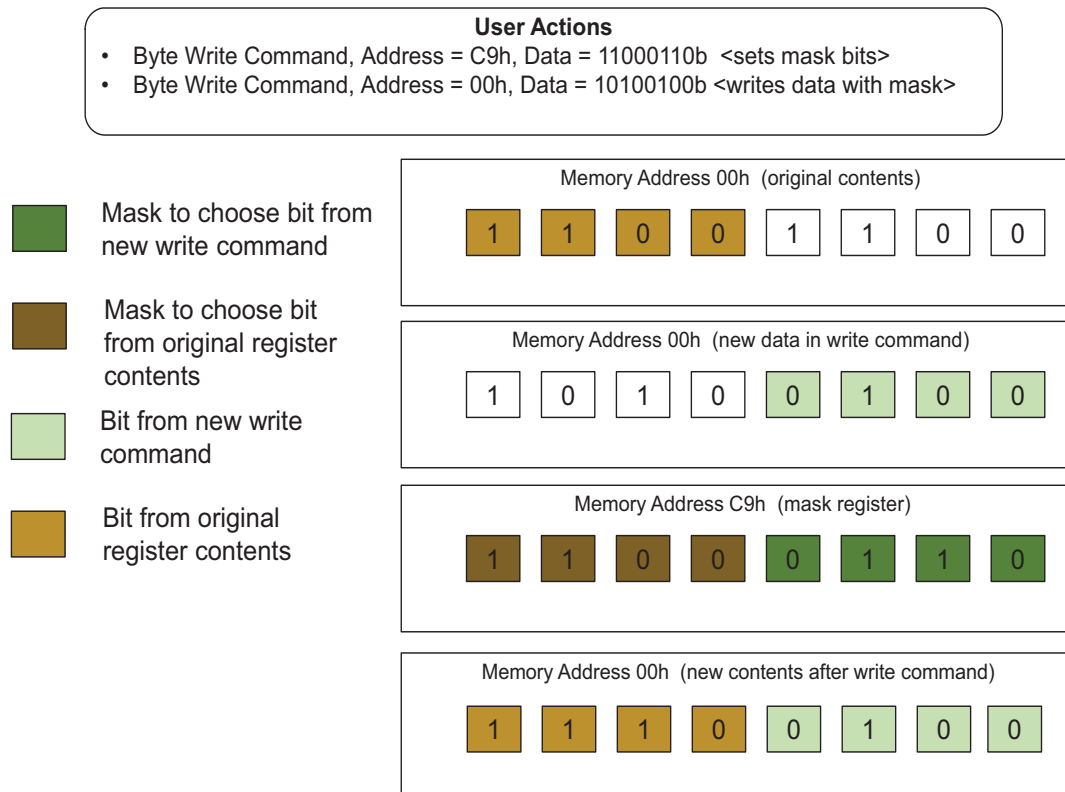 User Actions
• Byte Write Command, Address = C9h, Data = 11000110b <sets mask bits>
• Byte Write Command, Address = 00h, Data = 10100100b <writes data with mask>
Mask to choose bit from
new write command
Mask to choose bit
from original register
contents
Bit from new write
command
Bit from original
register contents
Memory Address 00h (original contents)
1 1 0 0 1 1 0 0
Memory Address 00h (new data in write command)
1 0 1 0 0 1 0 0
Memory Address C9h (mask register)
1 1 0 0 0 1 1 0
Memory Address 00h (new contents after write command)
1 1 1 0 0 1 0 0